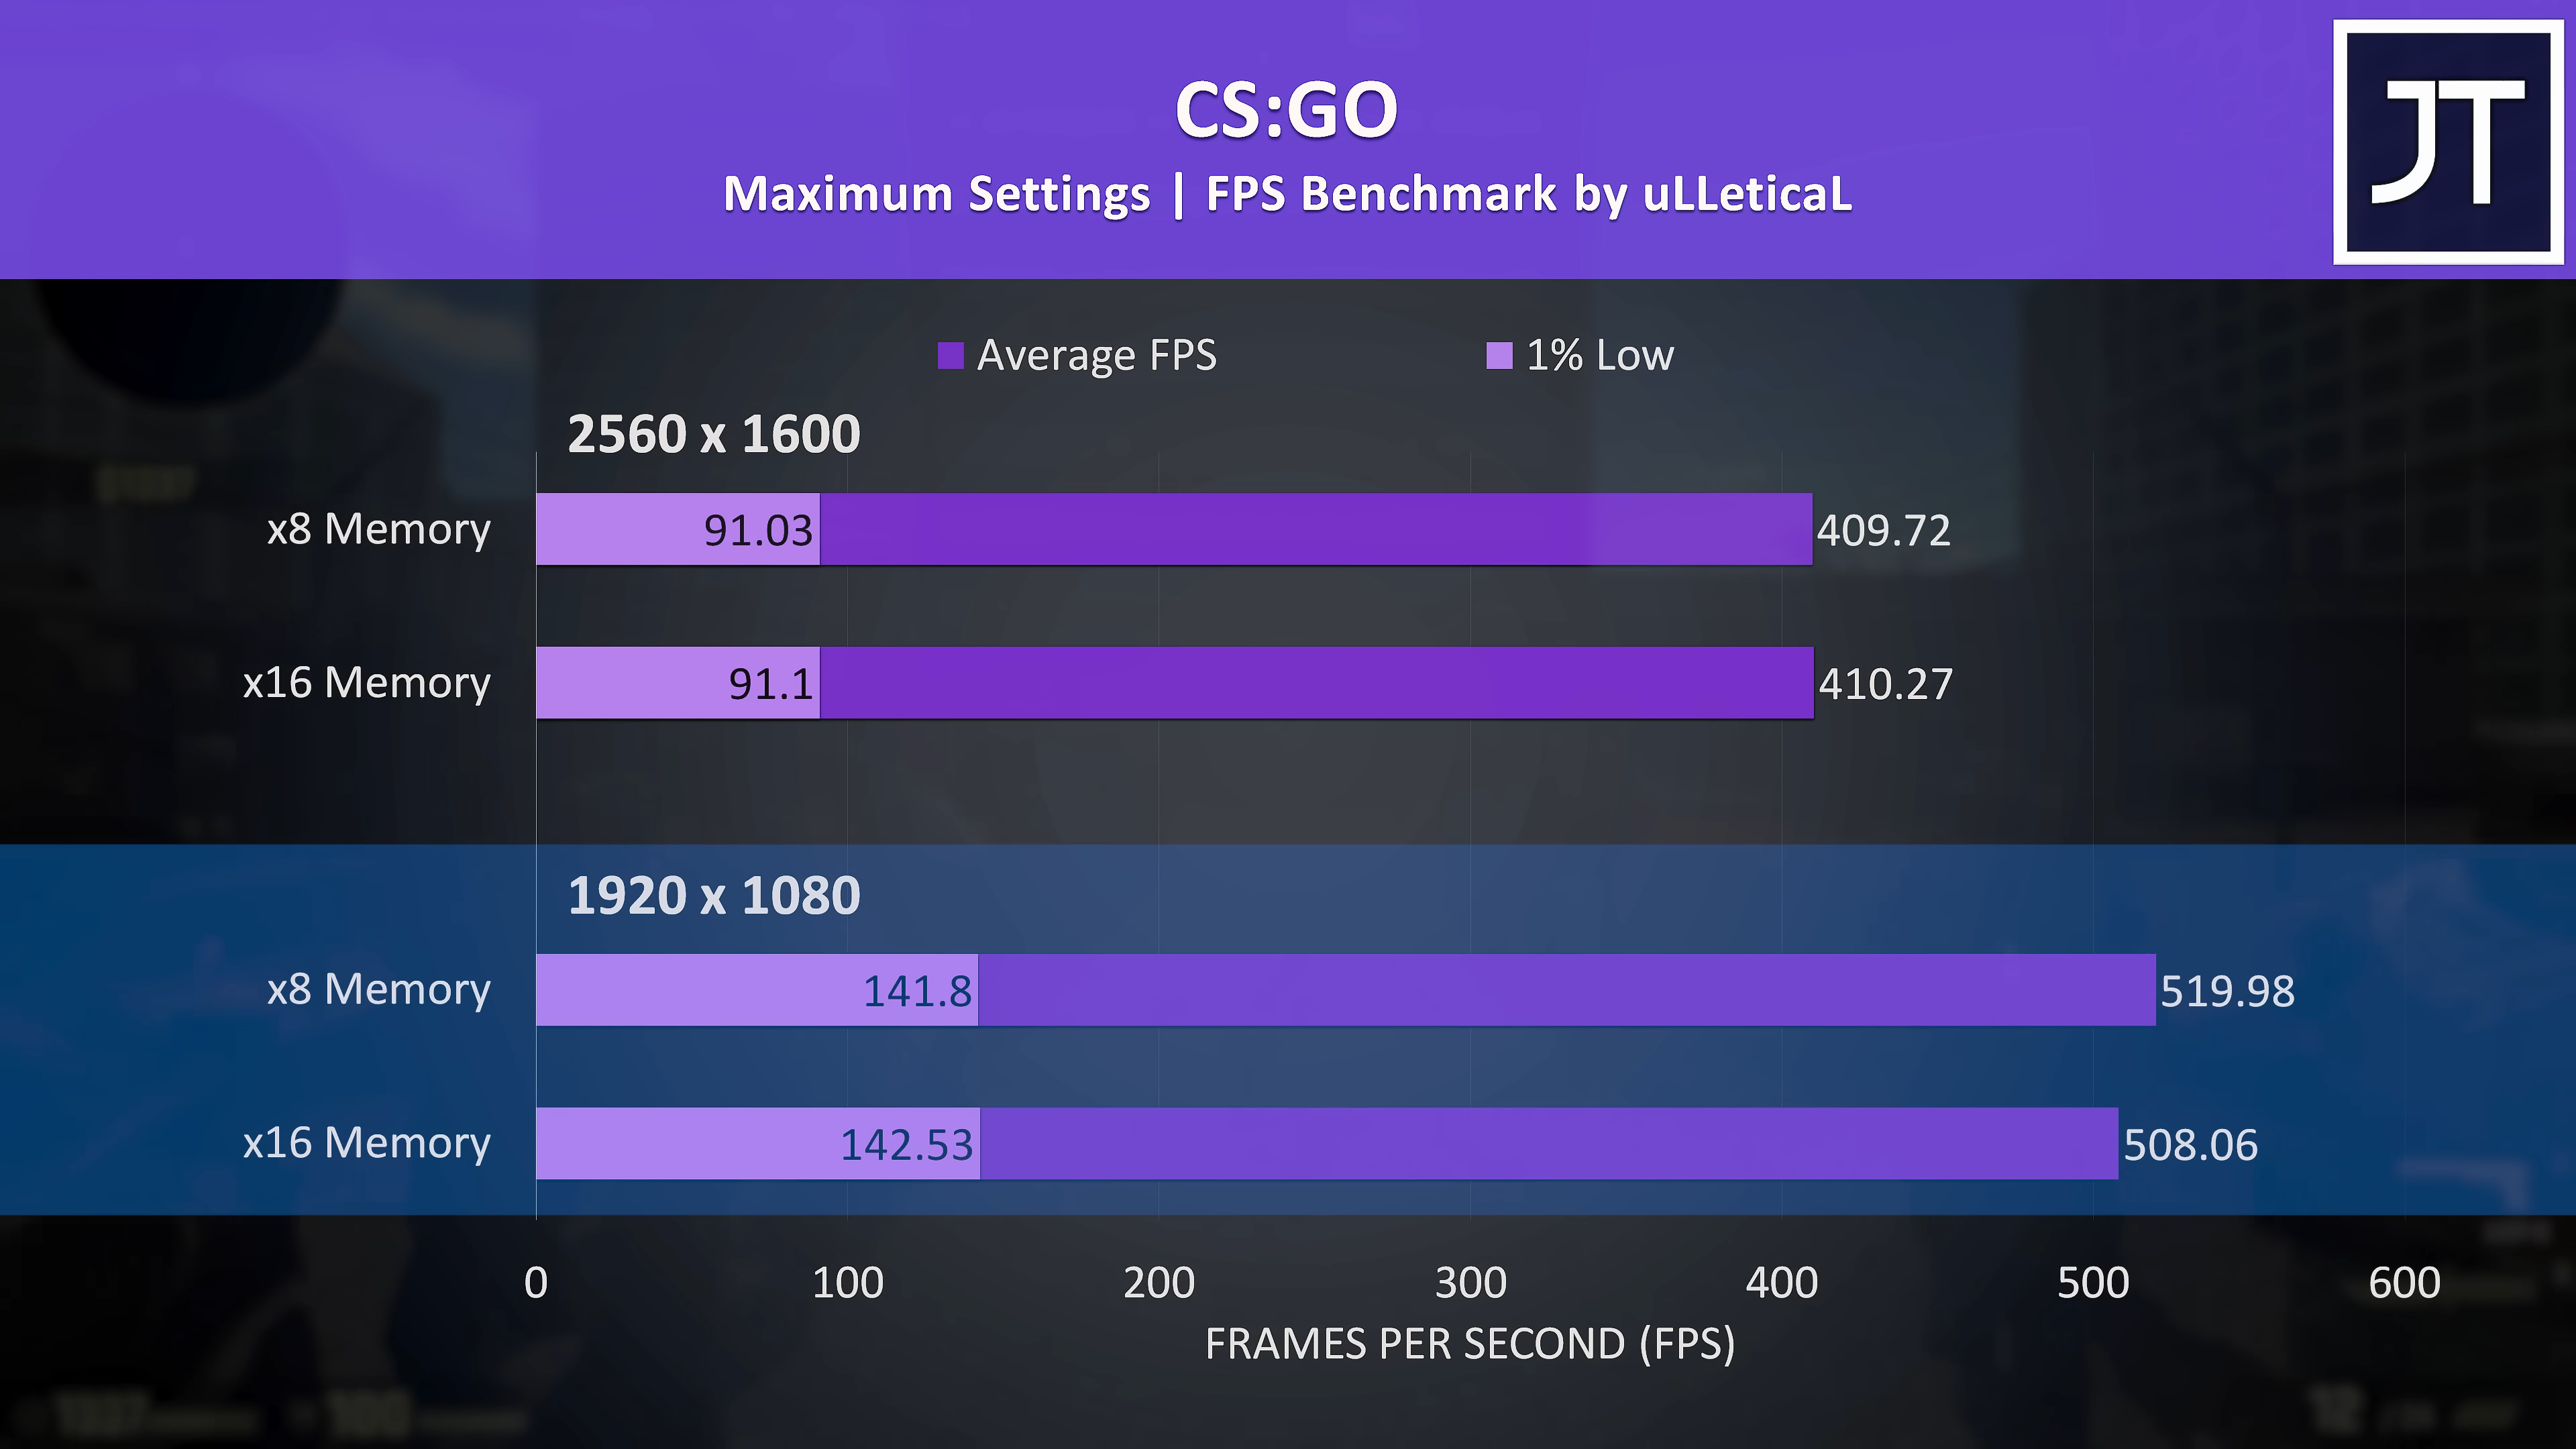 CS:GO
JT
Maximum Settings | FPS Benchmark by uLLeticaL
Average FPS 1% Low
2560 x 1600
x8 Memory 91.03 409.72
x16 Memory 91.1 410.27
1920 x 1080
x8 Memory 141.8 519.98
x16 Memory 142.53 508.06
0 100 200 300 400 500 600
FRAMES PER SECOND (FPS)